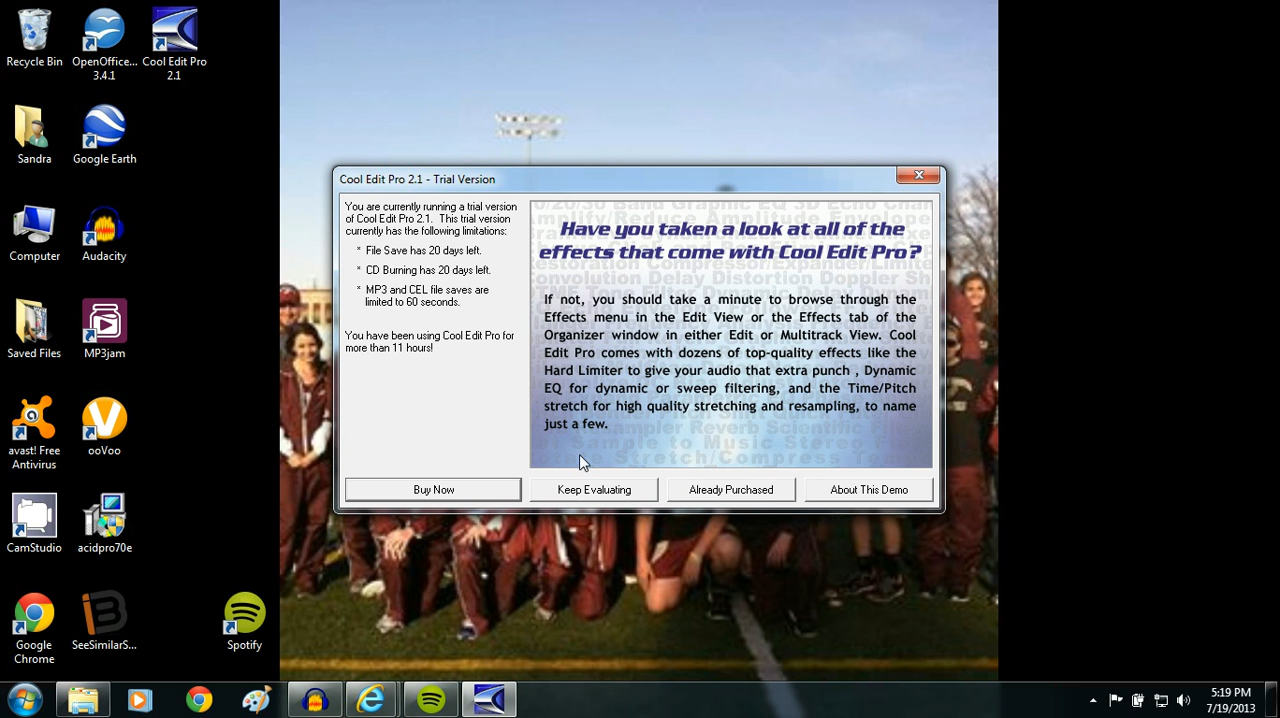 Recycle Bin
OpenOffice...
3.4.1
Cool Edit Pro
2.1
Sandra
Google Earth
Computer
Audacity
Saved Files
MP3jam
avast! Free
Antivirus
ooVoo
CamStudio
acidpro70e
Google
Chrome
SeeSimilarS...
Spotify
Cool Edit Pro 2.1 - Trial Version
You are currently running a trial version
of Cool Edit Pro 2.1. This trial version
currently has the following limitations:
* File Save has 20 days left.
* CD Burning has 20 days left.
* MP3 and CEL file saves are
limited to 60 seconds.
You have been using Cool Edit Pro for
more than 11 hours!
Have you taken a look at all of the
effects that come with Cool Edit Pro?
If not, you should take a minute to browse through the
Effects menu in the Edit View or the Effects tab of the
Organizer window in either Edit or Multitrack View. Cool
Edit Pro comes with dozens of top-quality effects like the
Hard Limiter to give your audio that extra punch , Dynamic
EQ for dynamic or sweep filtering, and the Time/Pitch
stretch for high quality stretching and resampling, to name
just a few.
Buy Now
Keep Evaluating
Already Purchased
About This Demo
5:19 PM
7/19/2013